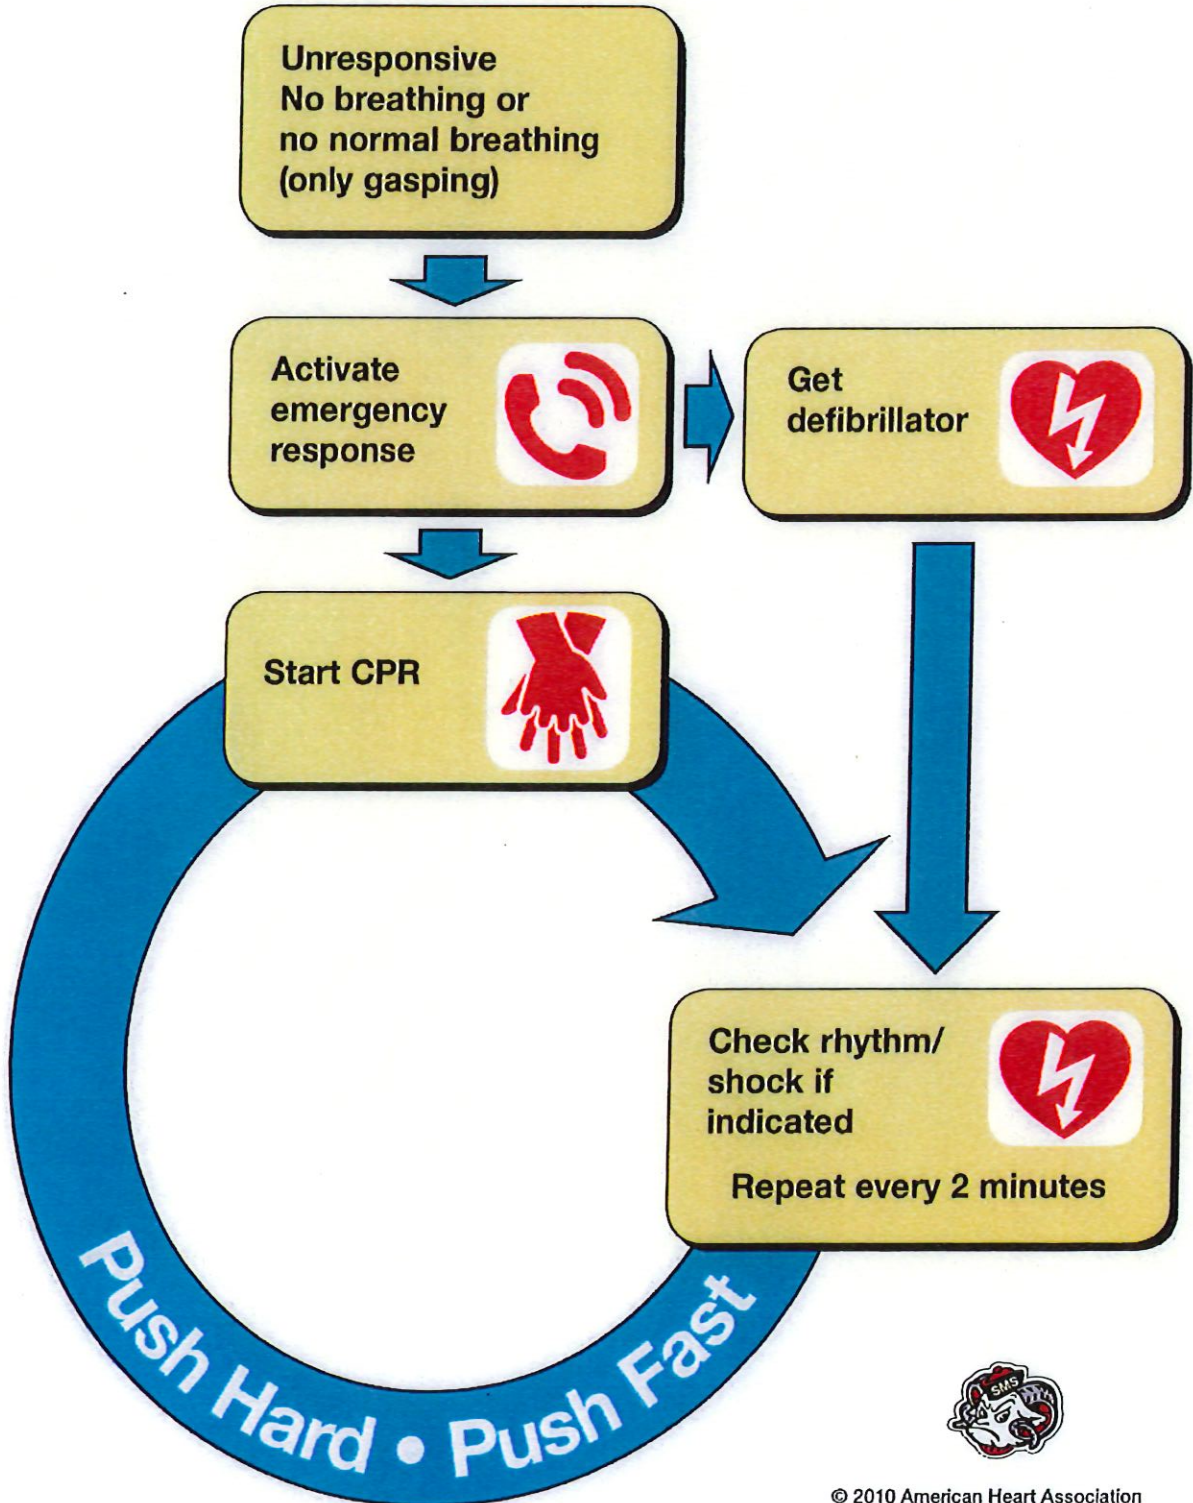 Unresponsive
No breathing or
no normal breathing
(only gasping)
Activate
emergency
response
Get
defibrillator
Start CPR
Check rhythm/
shock if
indicated
Repeat every 2 minutes
Push Hard • Push Fast
SMS
© 2010 American Heart Association